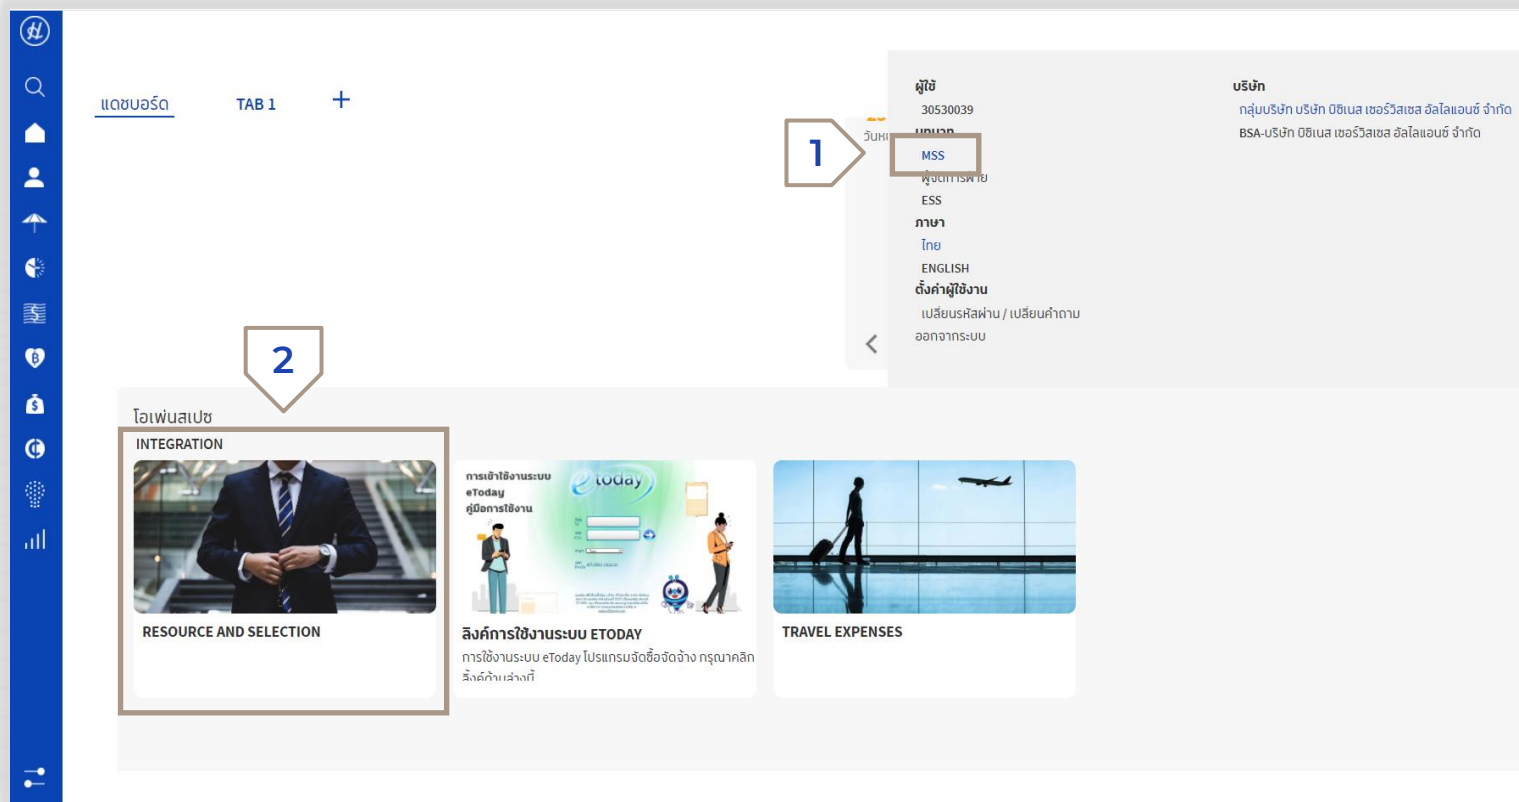 แดชบอร์ด
TAB 1
ผู้ใช้
30530039
MSS
ESS
ภาษา
ไทย
ENGLISH
ตั้งค่าผู้ใช้งาน
เปลี่ยนรหัสผ่าน / เปลี่ยนคำถาม
ออกจากระบบ
บริษัท
กลุ่มบริษัท บริษัท บิซิเนส เซอร์วิสเซส อัลไลแอนซ์ จำกัด
BSA-บริษัท บิซิเนส เซอร์วิสเซส อัลไลแอนซ์ จำกัด
1
2
โอเพ่นสเปซ
INTEGRATION
RESOURCE AND SELECTION
การเข้าใช้งานระบบ
eToday
คู่มือการใช้งาน
etoday
ลิงค์การใช้งานระบบ ETODAY
การใช้งานระบบ eToday โปรแกรมจัดซื้อจัดจ้าง กรุณาคลิก
ลิ้งค์ด้านล่างนี้
TRAVEL EXPENSES